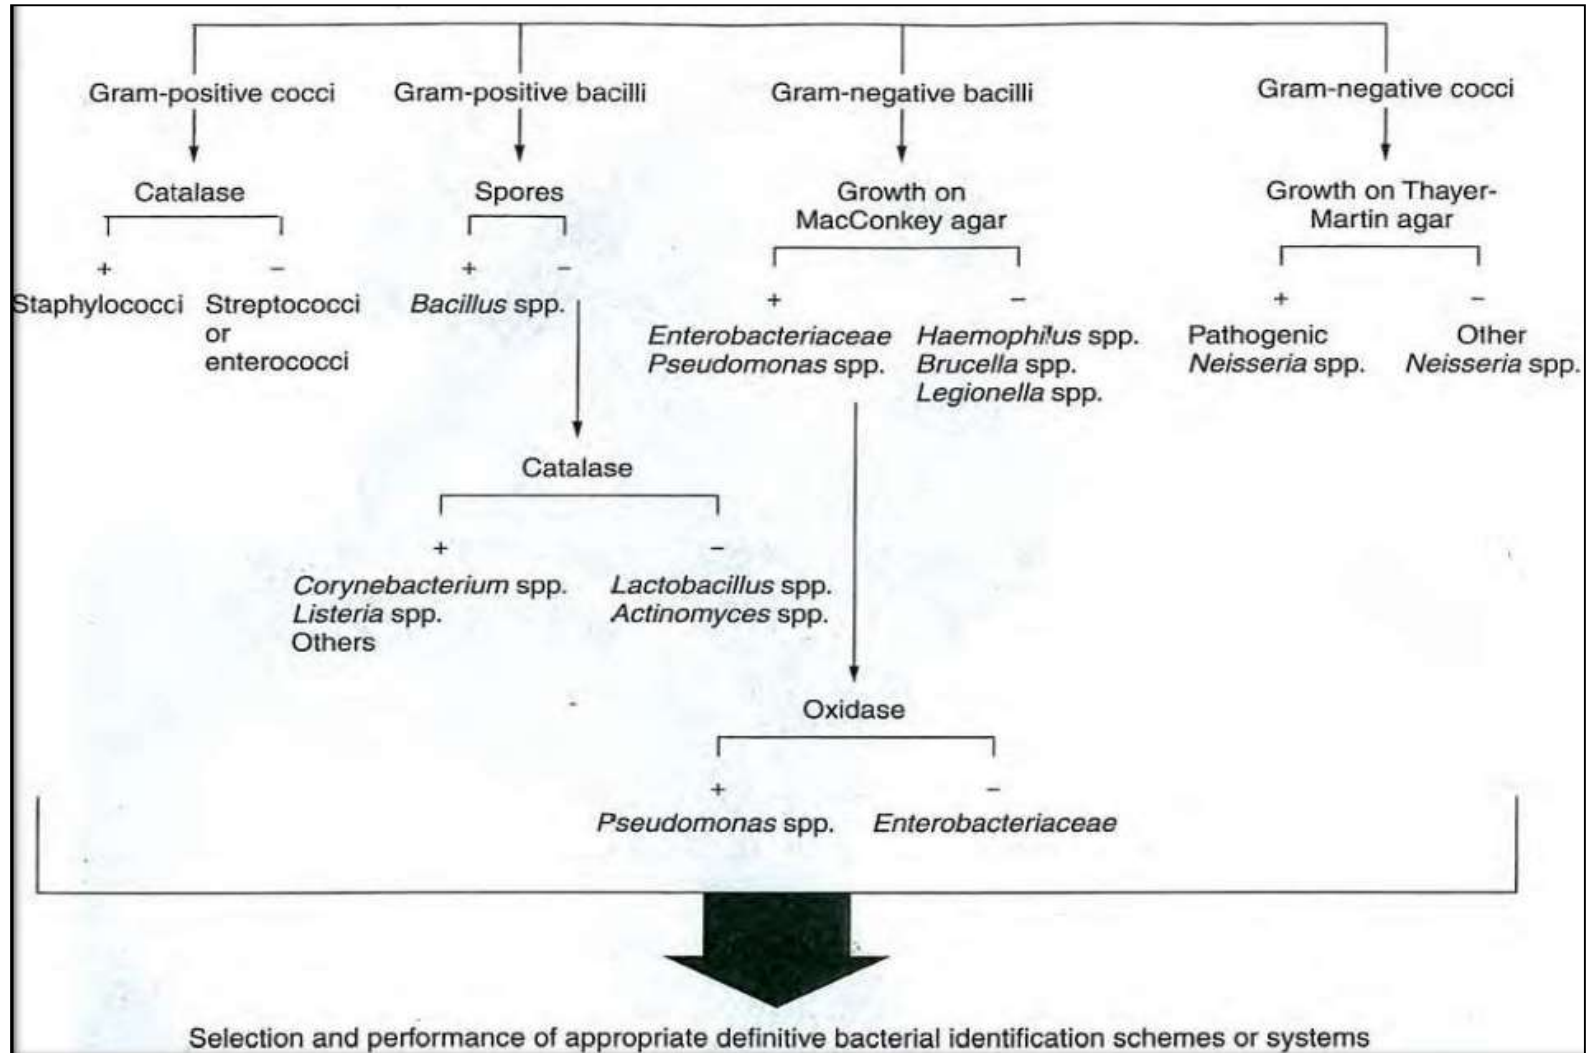 Gram-positive cocci
Gram-positive bacilli
Gram-negative bacilli
Gram-negative cocci
Catalase
Spores
Growth on
MacConkey agar
Growth on Thayer-
Martin agar
+
−
+
−
+
−
+
−
Staphylococci
Streptococci
or
enterococci
Bacillus spp.
Enterobacteriaceae
Pseudomonas spp.
Haemophilus spp.
Brucella spp.
Legionella spp.
Pathogenic
Neisseria spp.
Other
Neisseria spp.
Catalase
+
−
Corynebacterium spp.
Listeria spp.
Others
Lactobacillus spp.
Actinomyces spp.
Oxidase
+
−
Pseudomonas spp.
Enterobacteriaceae
Selection and performance of appropriate definitive bacterial identification schemes or systems